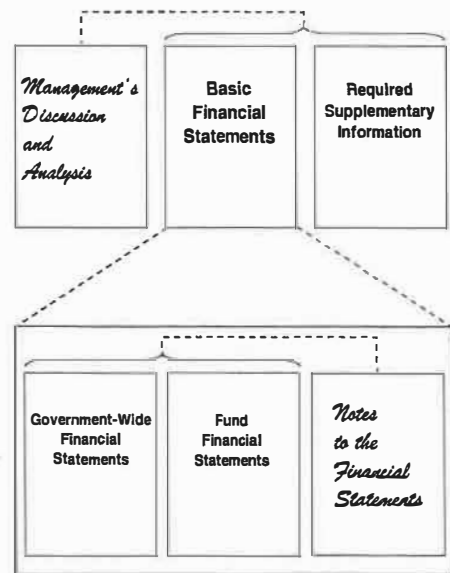 Management's
Discussion
and
Analysis
Basic
Financial
Statements
Required
Supplementary
Information
Government-Wide
Financial
Statements
Fund
Financial
Statements
Notes
to the
Financial
Statements